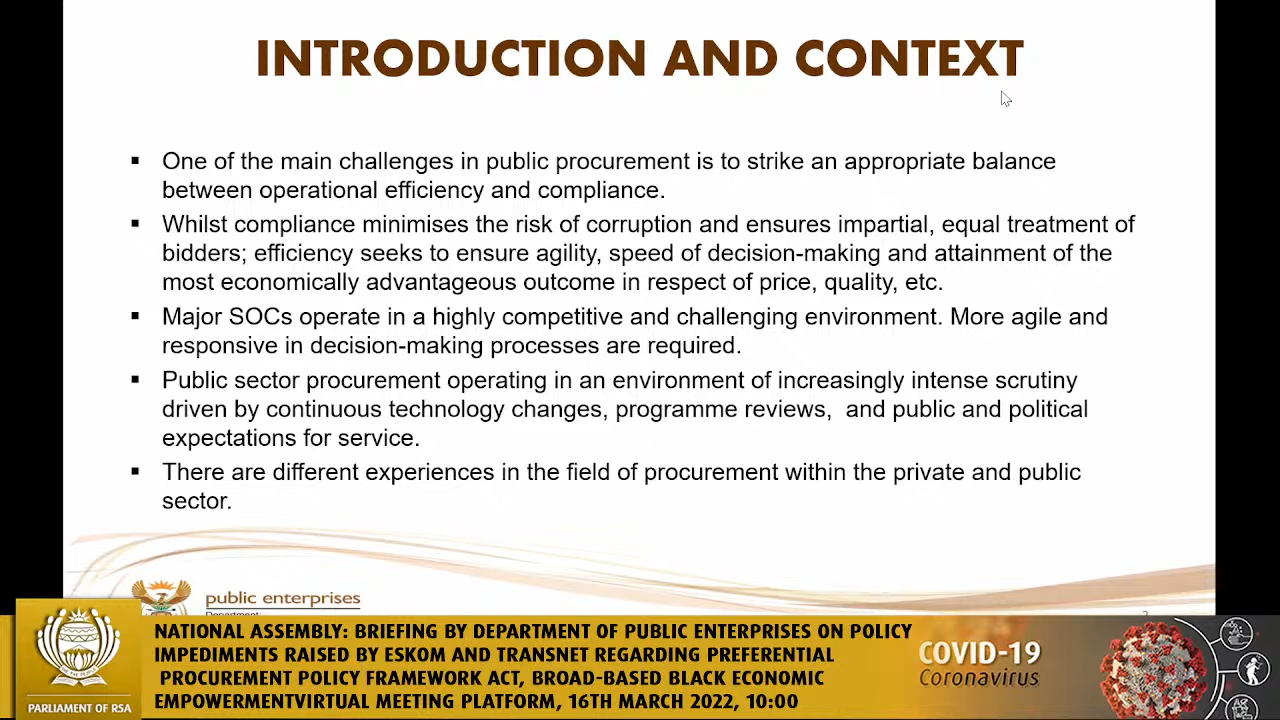 INTRODUCTION AND CONTEXT
▪ One of the main challenges in public procurement is to strike an appropriate balance
between operational efficiency and compliance.
▪ Whilst compliance minimises the risk of corruption and ensures impartial, equal treatment of
bidders; efficiency seeks to ensure agility, speed of decision-making and attainment of the
most economically advantageous outcome in respect of price, quality, etc.
▪ Major SOCs operate in a highly competitive and challenging environment. More agile and
responsive in decision-making processes are required.
▪ Public sector procurement operating in an environment of increasingly intense scrutiny
driven by continuous technology changes, programme reviews,  and public and political
expectations for service.
▪ There are different experiences in the field of procurement within the private and public
sector.
public enterprises
PARLIAMENT OF RSA
NATIONAL ASSEMBLY: BRIEFING BY DEPARTMENT OF PUBLIC ENTERPRISES ON POLICY
IMPEDIMENTS RAISED BY ESKOM AND TRANSNET REGARDING PREFERENTIAL
PROCUREMENT POLICY FRAMEWORK ACT, BROAD-BASED BLACK ECONOMIC
EMPOWERMENTVIRTUAL MEETING PLATFORM, 16TH MARCH 2022, 10:00
COVID-19
Coronavirus